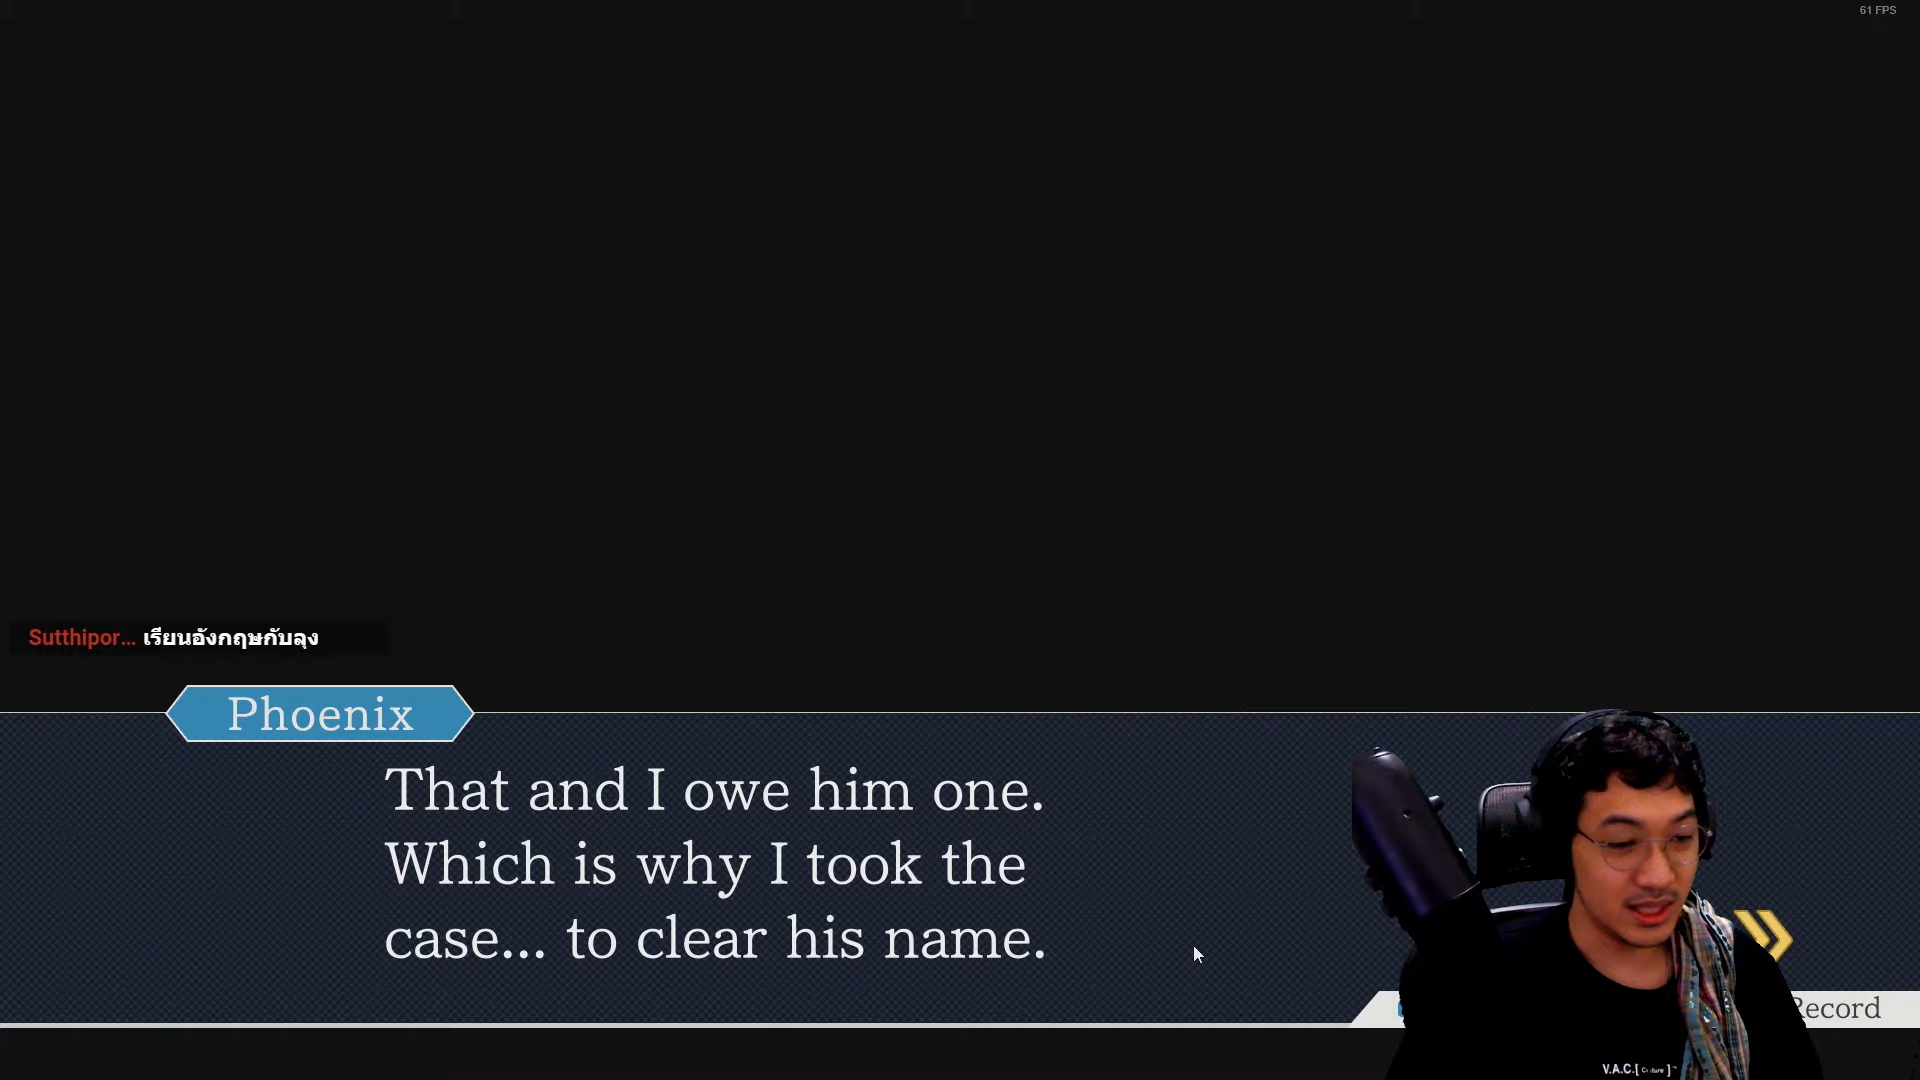 61 FPS
Sutthipor... เรียนอังกฤษกับลุง
Phoenix
That and I owe him one.
Which is why I took the
case... to clear his name.
Record
V.A.C.[